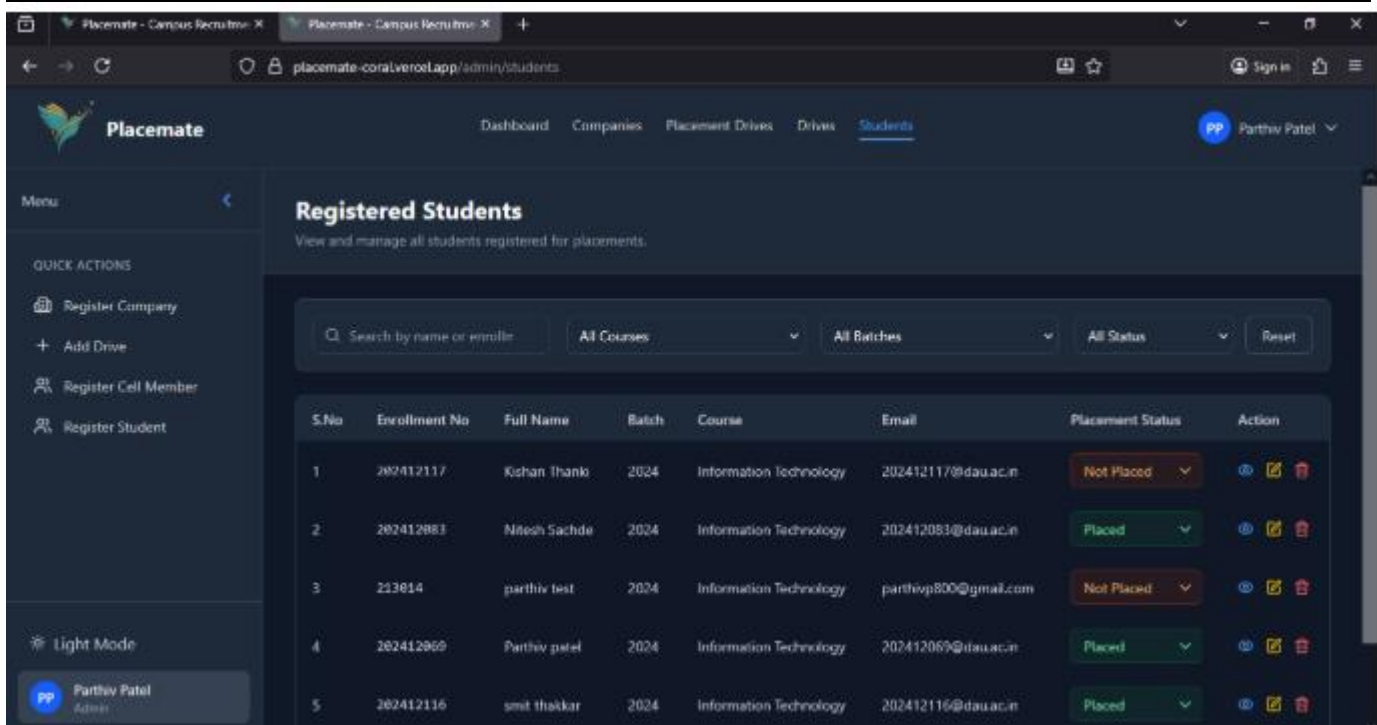 Placemate - Campus Recruitme
Placemate - Campus Recruitme
placemate-coral.vercel.app/admin/students
Sign in
Placemate
Dashboard Companies Placement Drives Drives Students
PP Parthiv Patel
Menu
Registered Students
View and manage all students registered for placements.
QUICK ACTIONS
Register Company
Add Drive
Register Cell Member
Register Student
Search by name or enrollm All Courses All Batches All Status Reset
S.No Enrollment No Full Name Batch Course Email Placement Status Action
1 202412117 Kishan Thanki 2024 Information Technology 202412117@dau.ac.in Not Placed
2 202412083 Nitesh Sachde 2024 Information Technology 202412083@dau.ac.in Placed
3 213014 parthiv test 2024 Information Technology parthivp800@gmail.com Not Placed
4 202412069 Parthiv patel 2024 Information Technology 202412069@dau.ac.in Placed
5 202412116 smit thakkar 2024 Information Technology 202412116@dau.ac.in Placed
Light Mode
PP Parthiv Patel
Admin